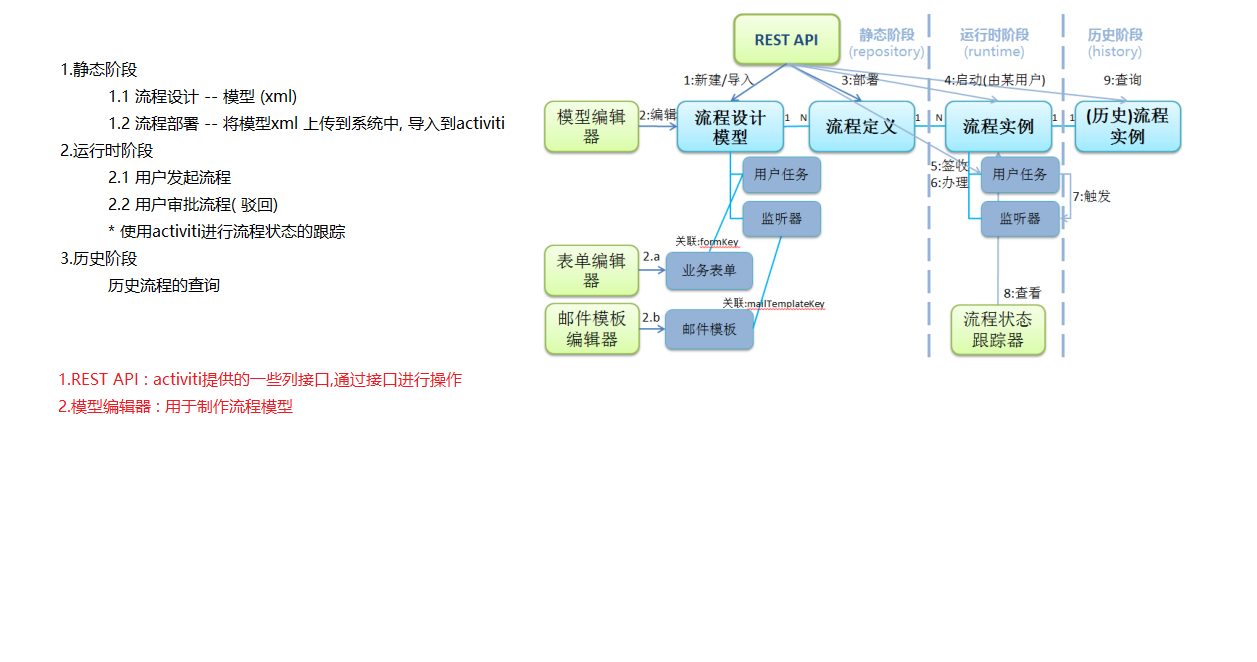 1.静态阶段
1.1 流程设计 -- 模型 (xml)
1.2 流程部署 -- 将模型xml 上传到系统中, 导入到activiti
2.运行时阶段
2.1 用户发起流程
2.2 用户审批流程( 驳回)
* 使用activiti进行流程状态的跟踪
3.历史阶段
历史流程的查询
1.REST API : activiti提供的一些列接口,通过接口进行操作
2.模型编辑器 : 用于制作流程模型
REST API
静态阶段
(repository)
运行时阶段
(runtime)
历史阶段
(history)
1:新建/导入
3:部署
4:启动(由某用户)
9:查询
模型编辑
器
2:编辑
流程设计
模型
1
N
流程定义
1
N
流程实例
1
1
(历史)流程
实例
用户任务
监听器
5:签收
6:办理
用户任务
监听器
7:触发
关联:formKey
表单编辑
器
2.a
业务表单
关联:mailTemplateKey
邮件模板
编辑器
2.b
邮件模板
8:查看
流程状态
跟踪器